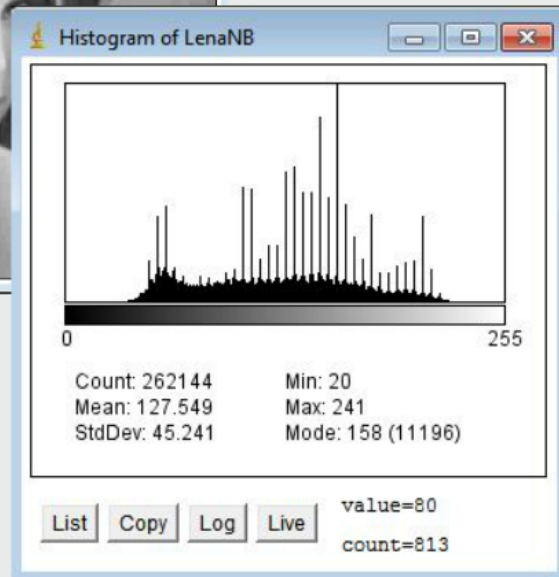 Histogram of LenaNB
0 255
Count: 262144 Min: 20
Mean: 127.549 Max: 241
StdDev: 45.241 Mode: 158 (11196)
List Copy Log Live value=80
count=813